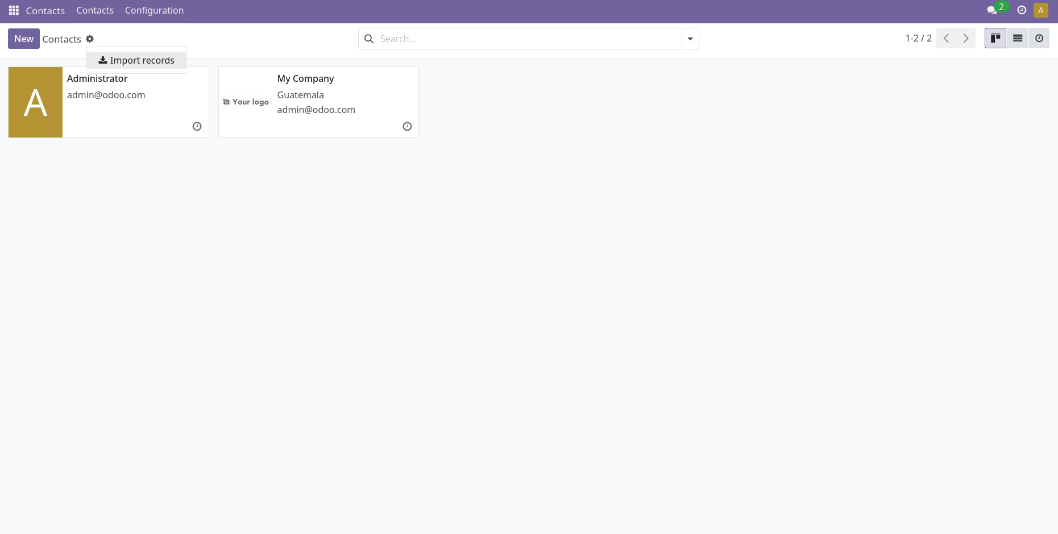 Contacts Contacts Configuration 2 A
New Contacts Search... 1-2 / 2
Import records
A
Administrator
admin@odoo.com
Your logo
My Company
Guatemala
admin@odoo.com